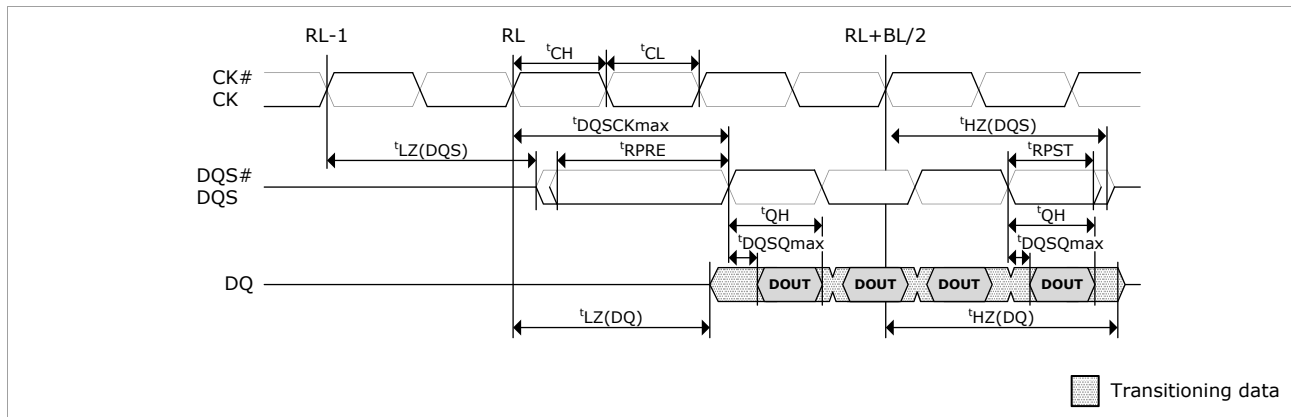 RL-1
RL
RL+BL/2
tCH
tCL
CK#
CK
tDQSCKmax
tHZ(DQS)
tLZ(DQS)
tRPRE
tRPST
DQS#
DQS
tQH
tQH
tDQSQmax
tDQSQmax
DQ
DOUT
DOUT
DOUT
DOUT
tLZ(DQ)
tHZ(DQ)
Transitioning data